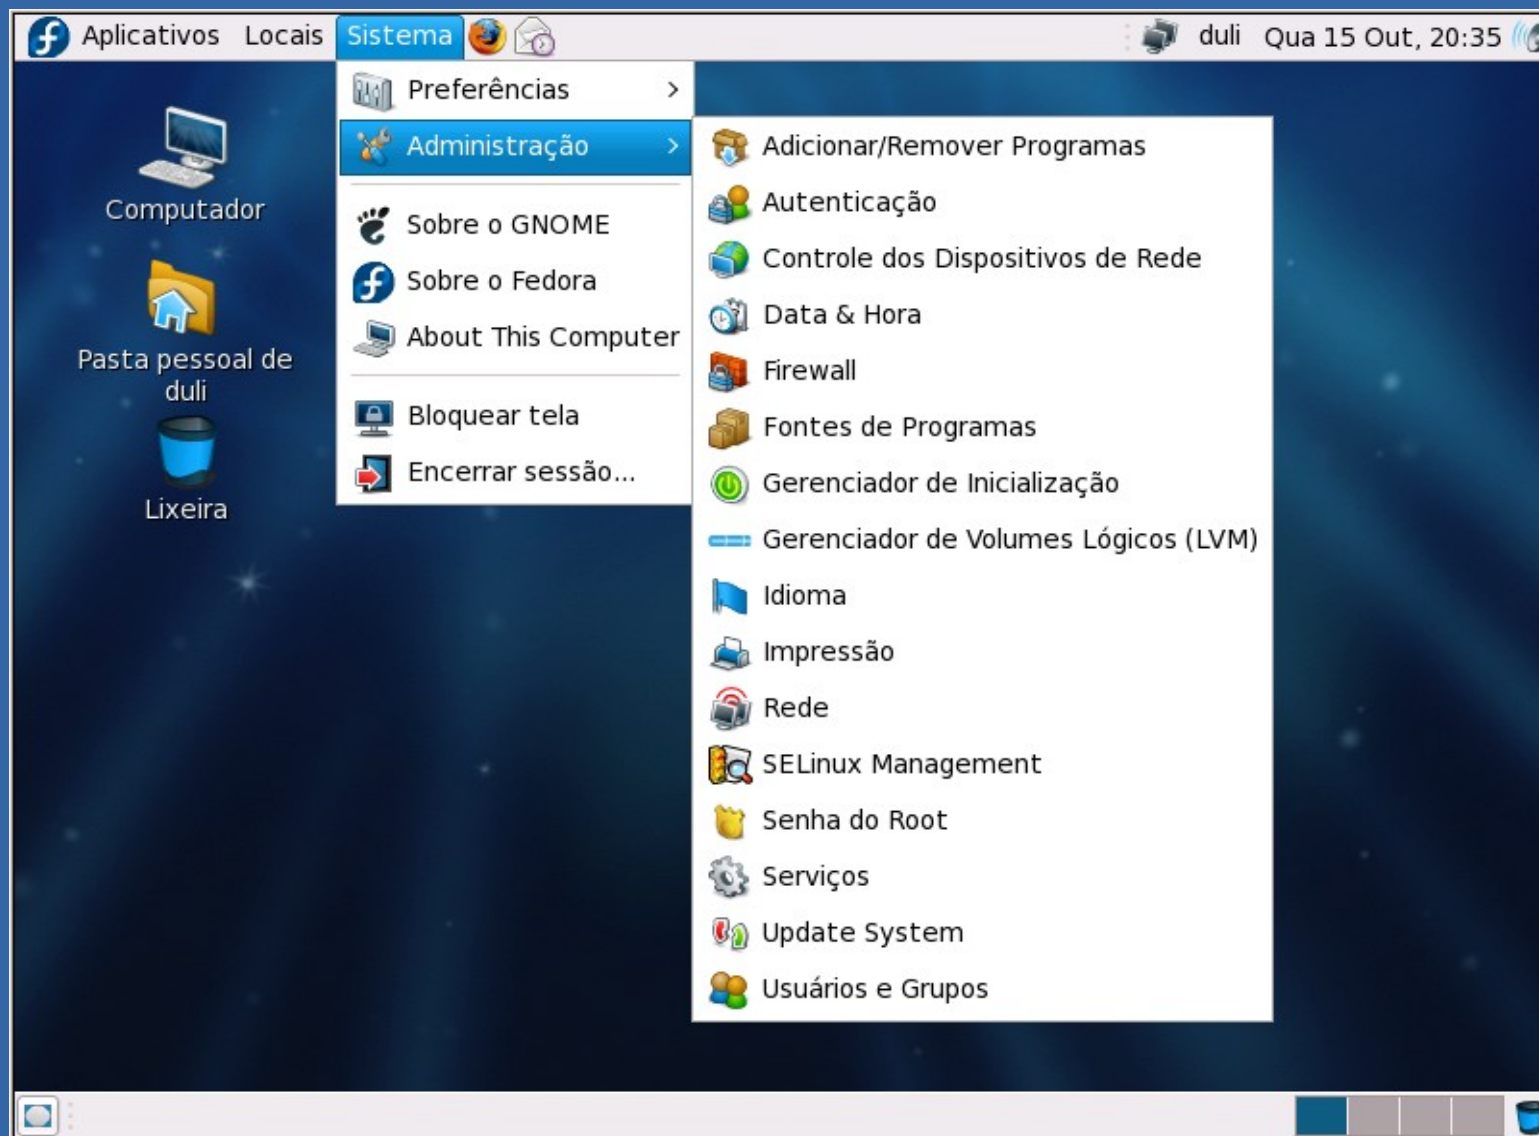 Aplicativos Locais Sistema duli Qua 15 Out, 20:35
Preferências
Administração
Sobre o GNOME
Sobre o Fedora
About This Computer
Bloquear tela
Encerrar sessão...
Adicionar/Remover Programas
Autenticação
Controle dos Dispositivos de Rede
Data & Hora
Firewall
Fontes de Programas
Gerenciador de Inicialização
Gerenciador de Volumes Lógicos (LVM)
Idioma
Impressão
Rede
SELinux Management
Senha do Root
Serviços
Update System
Usuários e Grupos
Computador
Pasta pessoal de
duli
Lixeira